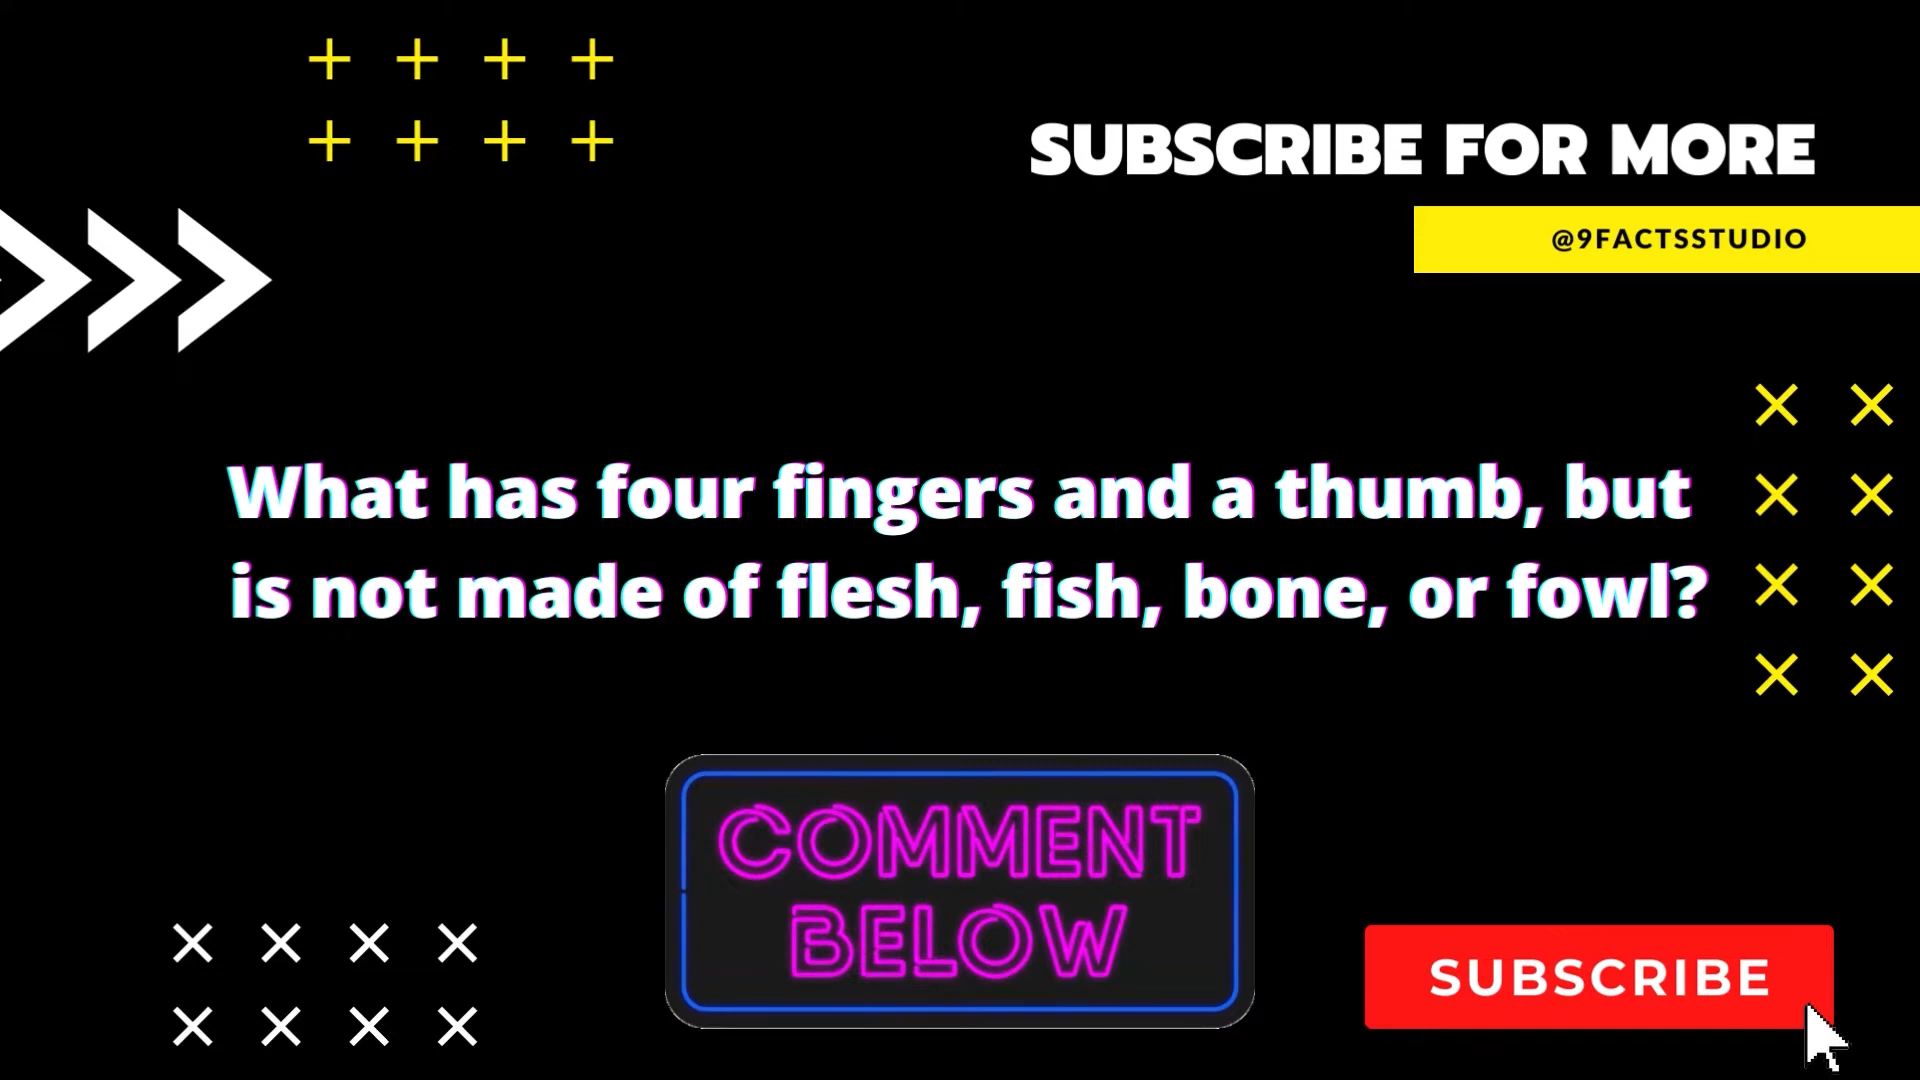 SUBSCRIBE FOR MORE
@9FACTSSTUDIO
What has four fingers and a thumb, but
is not made of flesh, fish, bone, or fowl?
COMMENT
BELOW
SUBSCRIBE